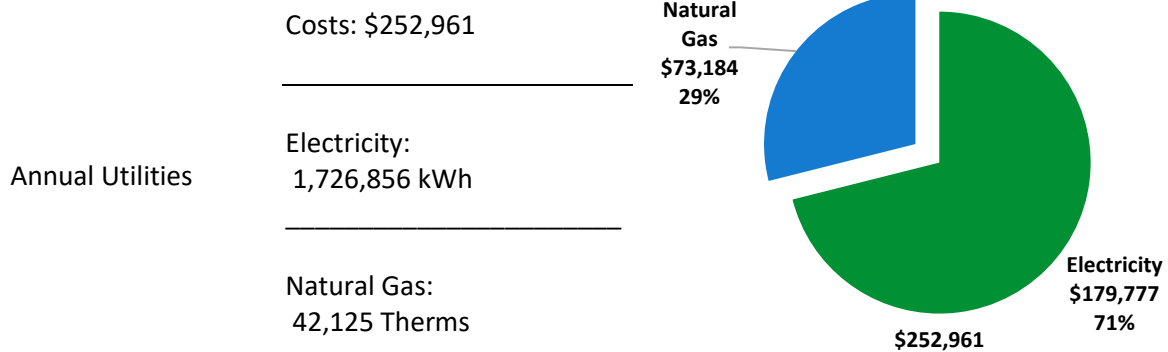 Annual Utilities
Costs: $252,961
Electricity:
1,726,856 kWh
Natural Gas:
42,125 Therms
Natural
Gas
$73,184
29%
Electricity
$179,777
71%
$252,961